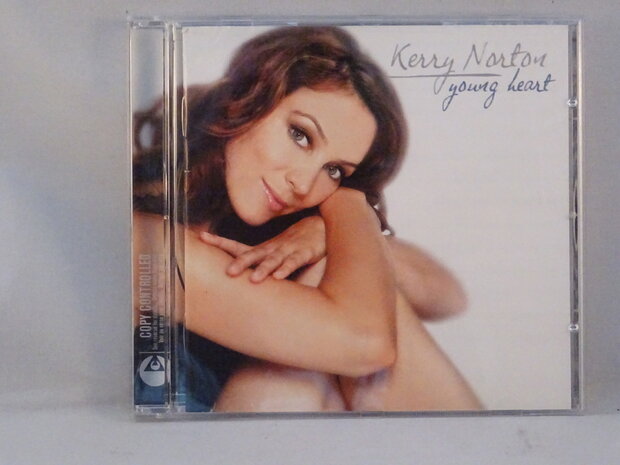 Kerry Norton
young heart
COPY CONTROLLED